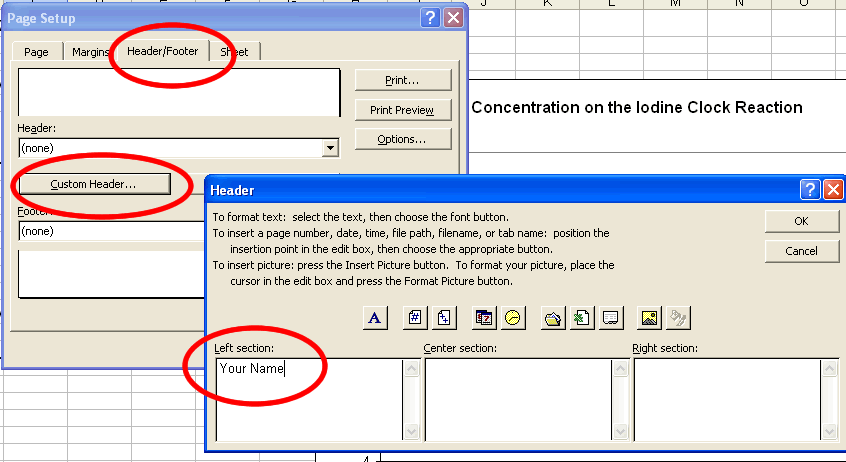 J K L M N O
Page Setup
Page Margins Header/Footer Sheet
Print...
Print Preview
Options...
Header:
(none)
Custom Header...
Footer:
(none)
Concentration on the Iodine Clock Reaction
Header
To format text: select the text, then choose the font button.
To insert a page number, date, time, file path, filename, or tab name: position the
insertion point in the edit box, then choose the appropriate button.
To insert picture: press the Insert Picture button. To format your picture, place the
cursor in the edit box and press the Format Picture button.
OK
Cancel
A
Left section: Center section: Right section:
Your Name
4